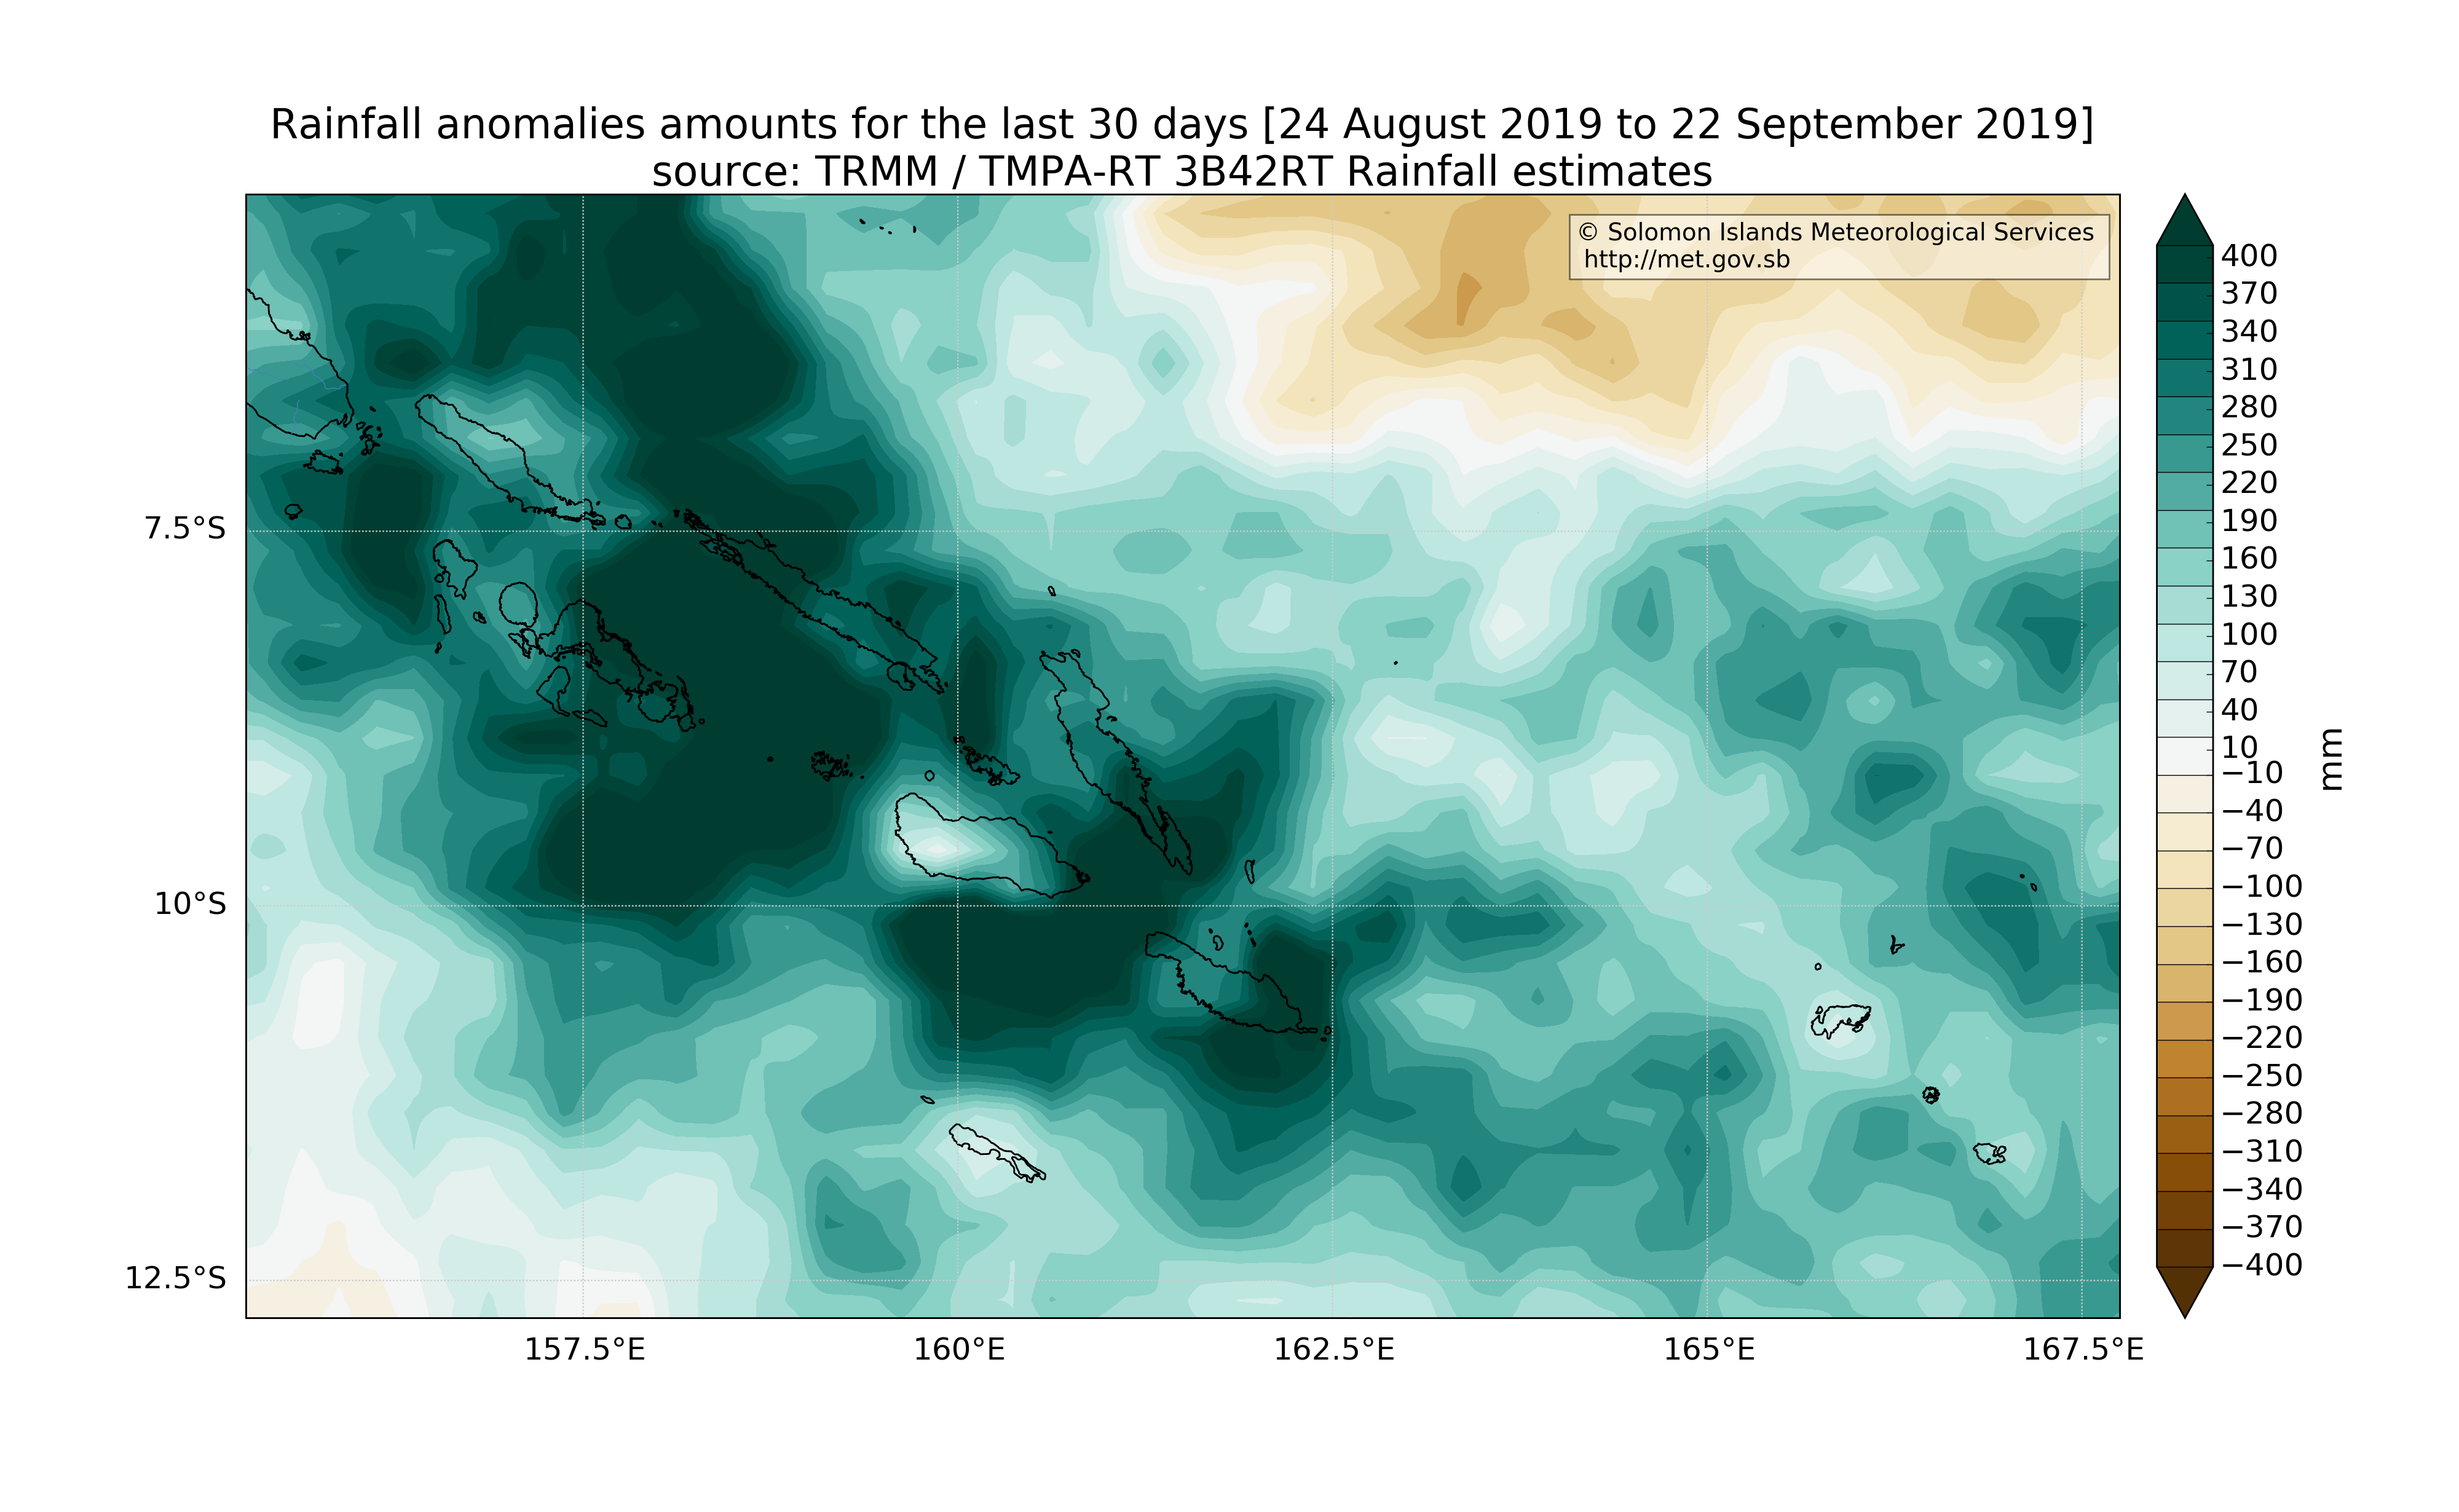 Rainfall anomalies amounts for the last 30 days [24 August 2019 to 22 September 2019]
source: TRMM / TMPA-RT 3B42RT Rainfall estimates
© Solomon Islands Meteorological Services
http://met.gov.sb
7.5°S
10°S
12.5°S
157.5°E
160°E
162.5°E
165°E
167.5°E
400
370
340
310
280
250
220
190
160
130
100
70
40
10
−10
−40
−70
−100
−130
−160
−190
−220
−250
−280
−310
−340
−370
−400
mm